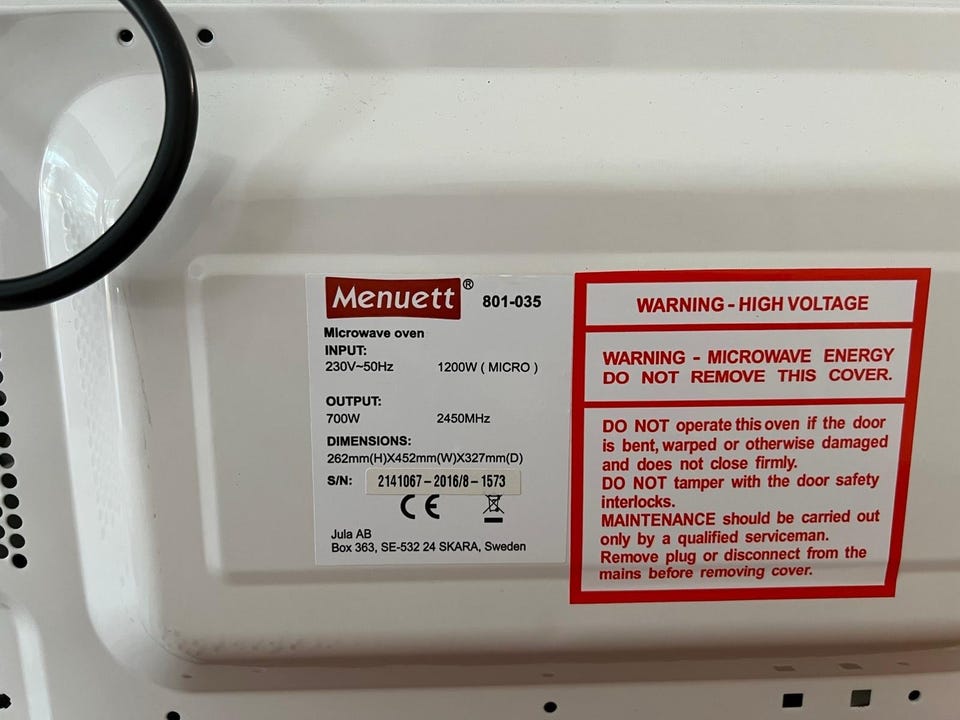 Menuett® 801-035
Microwave oven
INPUT:
230V~50Hz 1200W ( MICRO )
OUTPUT:
700W 2450MHz
DIMENSIONS:
262mm(H)X452mm(W)X327mm(D)
S/N: 2141067-2016/8-1573
CE
Jula AB
Box 363, SE-532 24 SKARA, Sweden
WARNING - HIGH VOLTAGE
WARNING - MICROWAVE ENERGY
DO NOT REMOVE THIS COVER.
DO NOT operate this oven if the door
is bent, warped or otherwise damaged
and does not close firmly.
DO NOT tamper with the door safety
interlocks.
MAINTENANCE should be carried out
only by a qualified serviceman.
Remove plug or disconnect from the
mains before removing cover.